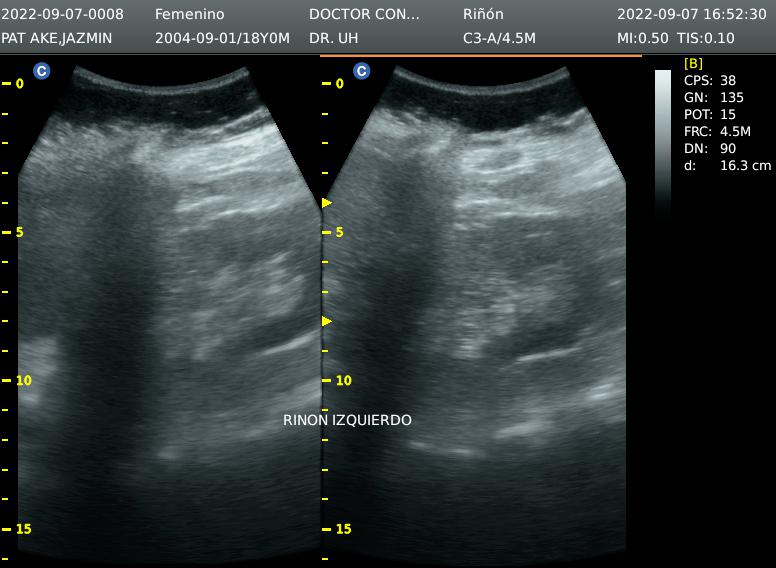 2022-09-07-0008 Femenino DOCTOR CON... Riñón 2022-09-07 16:52:30
PAT AKE,JAZMIN 2004-09-01/18Y0M DR. UH C3-A/4.5M MI:0.50 TIS:0.10
[B]
CPS: 38
GN: 135
POT: 15
FRC: 4.5M
DN: 90
d: 16.3 cm
C C
0 0
5 5
10 10
RINON IZQUIERDO
15 15